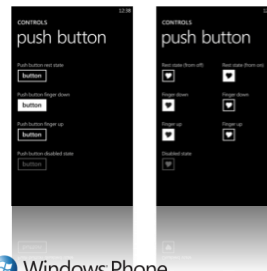 12:38
CONTROLS
push button
Push button rest state
button
Push button finger down
button
Push button finger up
button
Push button disabled state
button
CONTROLS
push button
Rest state (from off)
Rest state (from on)
Finger down
Finger down
Finger up
Finger up
Disabled state
Windows Phone